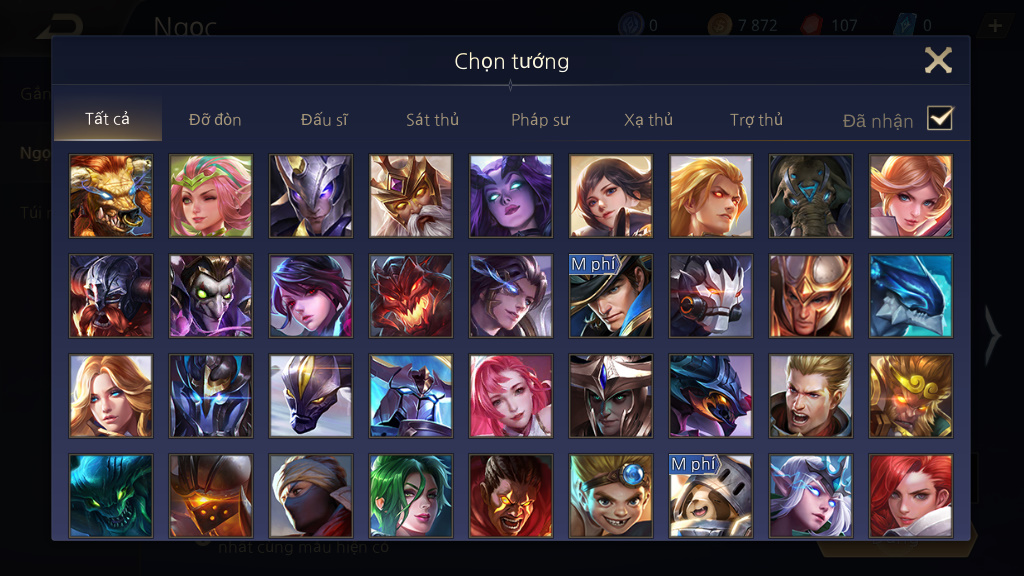 Ngọc
0
7 872
107
0
Chọn tướng
Tất cả
Đỡ đòn
Đấu sĩ
Sát thủ
Pháp sư
Xạ thủ
Trợ thủ
Đã nhận
M phí
M phí
nhất cùng màu hiện có